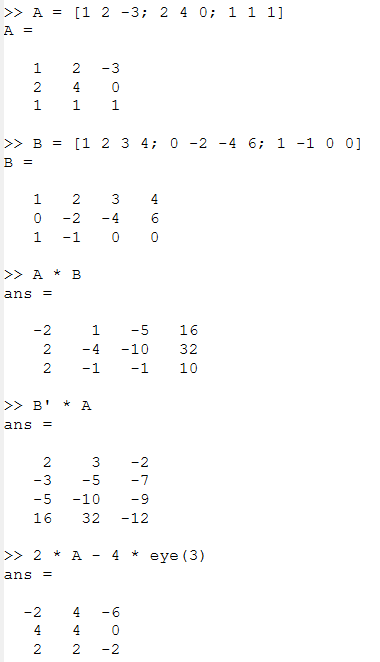 >> A = [1 2 -3; 2 4 0; 1 1 1]
A =
1 2 -3
2 4 0
1 1 1
>> B = [1 2 3 4; 0 -2 -4 6; 1 -1 0 0]
B =
1 2 3 4
0 -2 -4 6
1 -1 0 0
>> A * B
ans =
-2 1 -5 16
2 -4 -10 32
2 -1 -1 10
>> B' * A
ans =
2 3 -2
-3 -5 -7
-5 -10 -9
16 32 -12
>> 2 * A - 4 * eye(3)
ans =
-2 4 -6
4 4 0
2 2 -2